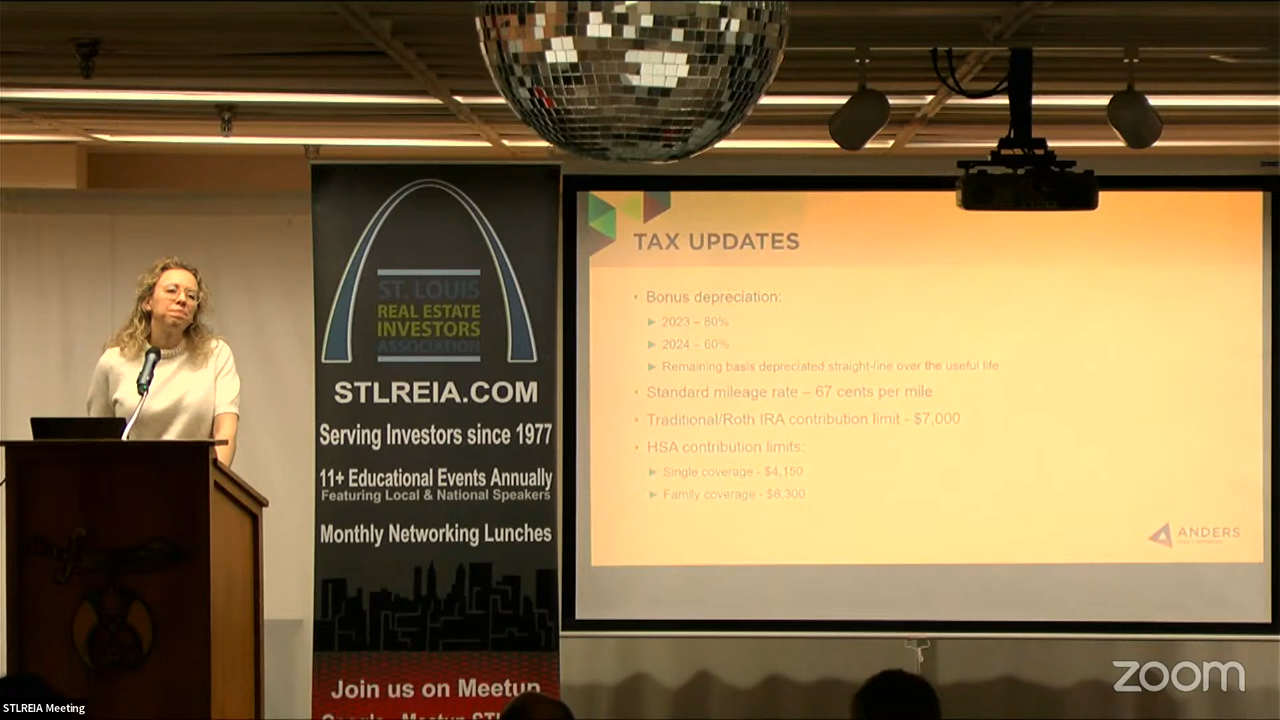 ST. LOUIS
REAL ESTATE
INVESTORS
ASSOCIATION
STLREIA.COM
Serving Investors since 1977
11+ Educational Events Annually
Featuring Local & National Speakers
Monthly Networking Lunches
Join us on Meetup
TAX UPDATES
• Bonus depreciation:
▶ 2023 – 80%
▶ 2024 – 60%
▶ Remaining basis depreciated straight-line over the useful life
• Standard mileage rate – 67 cents per mile
• Traditional/Roth IRA contribution limit - $7,000
• HSA contribution limits:
▶ Single coverage - $4,150
▶ Family coverage - $8,300
ANDERS
zoom
STLREIA Meeting